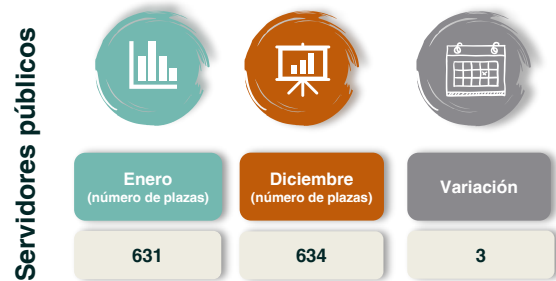 Servidores públicos
Enero
(número de plazas)
Diciembre
(número de plazas)
Variación
631
634
3